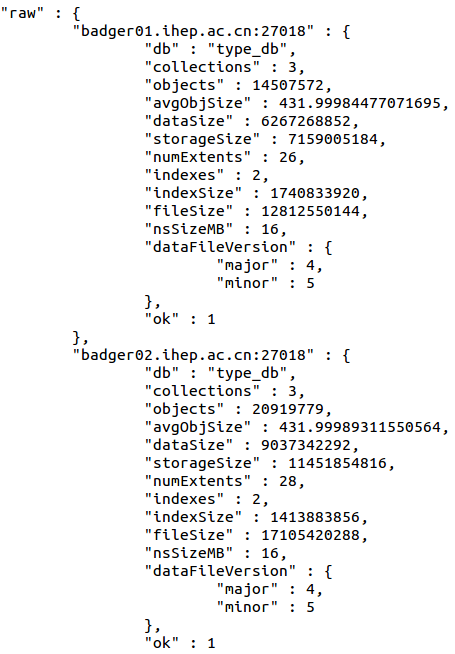 "raw" : {
"badger01.ihep.ac.cn:27018" : {
"db" : "type_db",
"collections" : 3,
"objects" : 14507572,
"avgObjSize" : 431.99984477071695,
"dataSize" : 6267268852,
"storageSize" : 7159005184,
"numExtents" : 26,
"indexes" : 2,
"indexSize" : 1740833920,
"fileSize" : 12812550144,
"nsSizeMB" : 16,
"dataFileVersion" : {
"major" : 4,
"minor" : 5
},
"ok" : 1
},
"badger02.ihep.ac.cn:27018" : {
"db" : "type_db",
"collections" : 3,
"objects" : 20919779,
"avgObjSize" : 431.99989311550564,
"dataSize" : 9037342292,
"storageSize" : 11451854816,
"numExtents" : 28,
"indexes" : 2,
"indexSize" : 1413883856,
"fileSize" : 17105420288,
"nsSizeMB" : 16,
"dataFileVersion" : {
"major" : 4,
"minor" : 5
},
"ok" : 1